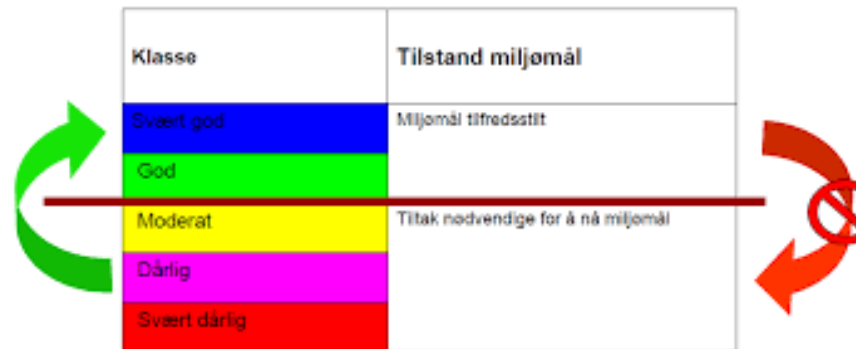 Klasse
Tilstand miljømål
Svært god
Miljømål tilfredsstilt
God
Moderat
Tiltak nødvendige for å nå miljømål
Dårlig
Svært dårlig